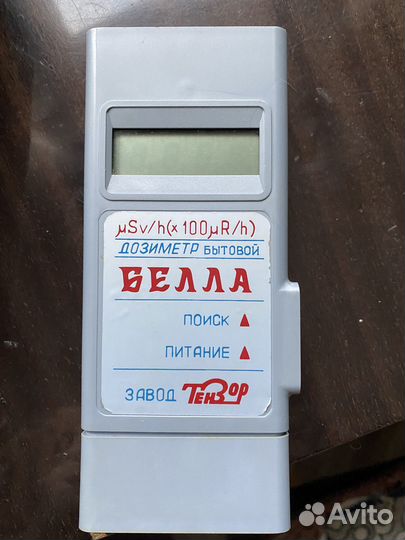 µSv/h(×100µR/h)
ДОЗИМЕТР БЫТОВОЙ
БЕЛЛА
ПОИСК ▲
ПИТАНИЕ ▲
ЗАВОД ТЕНЗОР
Avito